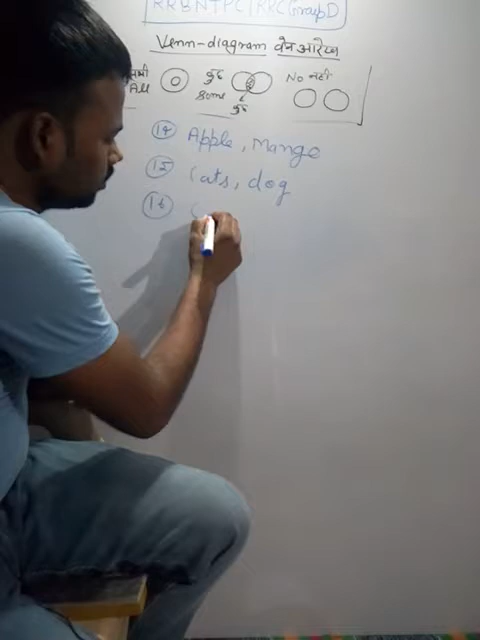 RRB NTPC / RRC Group D
Venn-diagram वेन आरेख
सभी All कुछ Some कुछ No नहीं
14 Apple, Mango
15 Cats, dog
16